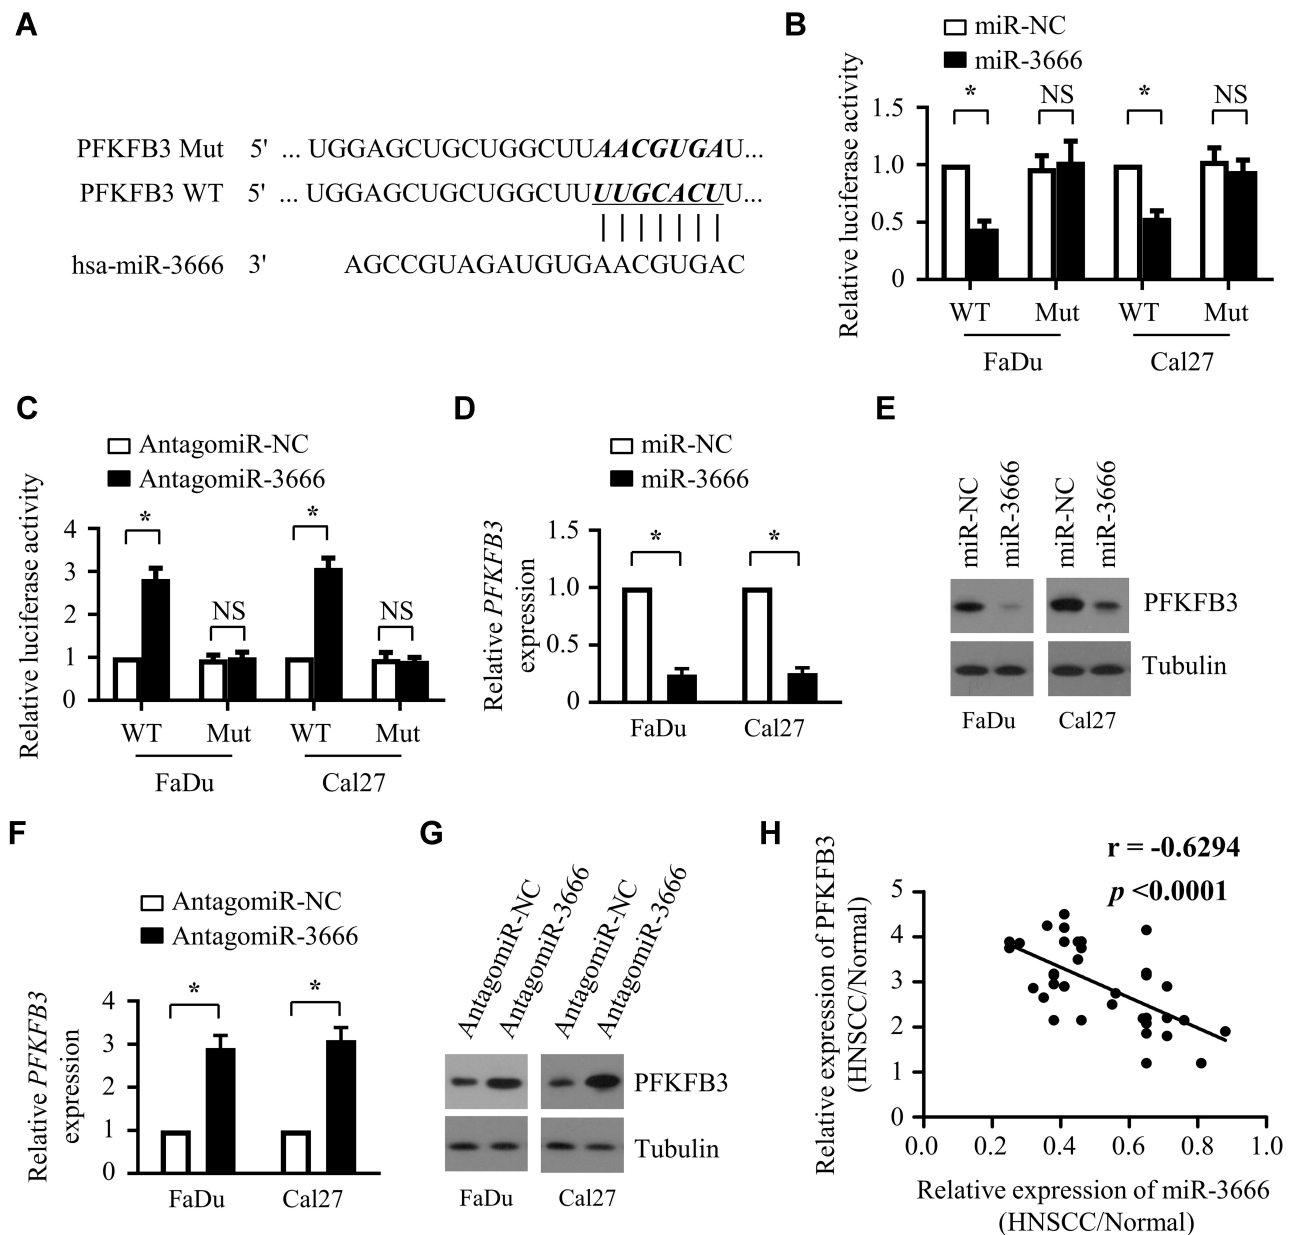 A
PFKFB3 Mut 5' ... UGGAGCUGCUGGCUUAACGUGAU...
PFKFB3 WT 5' ... UGGAGCUGCUGGCUUUUGCACUU...
hsa-miR-3666 3' AGCCGUAGAUGUGAACGUGAC
B
miR-NC
miR-3666
Relative luciferase activity
1.5
1.0
0.5
0
*
NS
*
NS
WT Mut WT Mut
FaDu Cal27
C
AntagomiR-NC
AntagomiR-3666
Relative luciferase activity
4
3
2
1
0
*
NS
*
NS
WT Mut WT Mut
FaDu Cal27
D
miR-NC
miR-3666
Relative PFKFB3
expression
1.5
1.0
0.5
0
* *
FaDu Cal27
E
miR-NC
miR-3666
miR-NC
miR-3666
PFKFB3
Tubulin
FaDu Cal27
F
AntagomiR-NC
AntagomiR-3666
Relative PFKFB3
expression
4
3
2
1
0
* *
FaDu Cal27
G
AntagomiR-NC
AntagomiR-3666
AntagomiR-NC
AntagomiR-3666
PFKFB3
Tubulin
FaDu Cal27
H
r = -0.6294
p <0.0001
Relative expression of PFKFB3
(HNSCC/Normal)
5
4
3
2
1
0
0.0 0.2 0.4 0.6 0.8 1.0
Relative expression of miR-3666
(HNSCC/Normal)